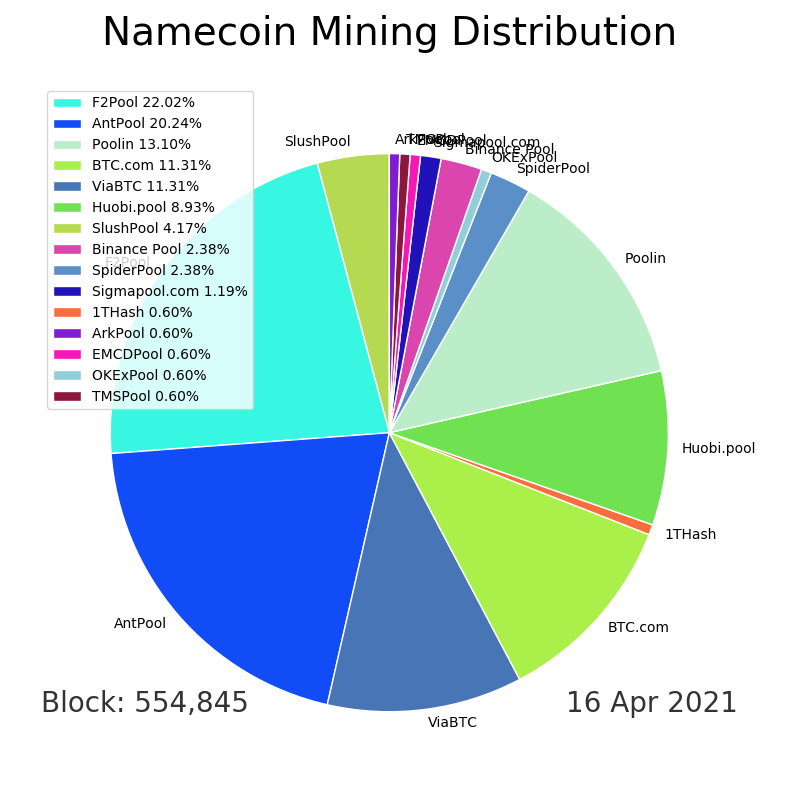 Namecoin Mining Distribution
F2Pool 22.02%
AntPool 20.24%
Poolin 13.10%
BTC.com 11.31%
ViaBTC 11.31%
Huobi.pool 8.93%
SlushPool 4.17%
Binance Pool 2.38%
SpiderPool 2.38%
Sigmapool.com 1.19%
1THash 0.60%
ArkPool 0.60%
EMCDPool 0.60%
OKExPool 0.60%
TMSPool 0.60%
SlushPool
Sigmapool.com
Binance Pool
OKExPool
SpiderPool
Poolin
F2Pool
Huobi.pool
1THash
AntPool
BTC.com
ViaBTC
Block: 554,845
16 Apr 2021